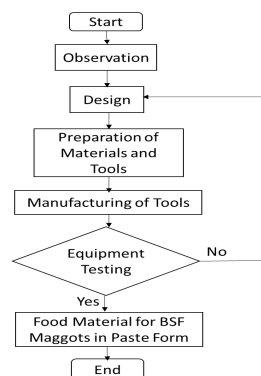 Start
Observation
Design
Preparation of
Materials and
Tools
Manufacturing of Tools
Equipment
Testing
No
Yes
Food Material for BSF
Maggots in Paste Form
End